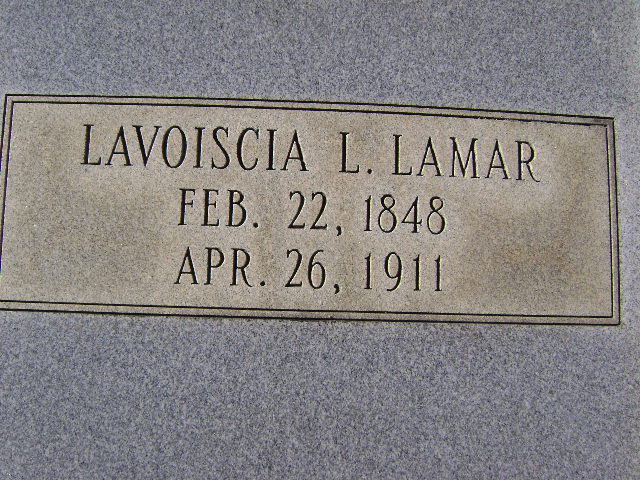 LAVOISCIA L. LAMAR
FEB. 22, 1848
APR. 26, 1911